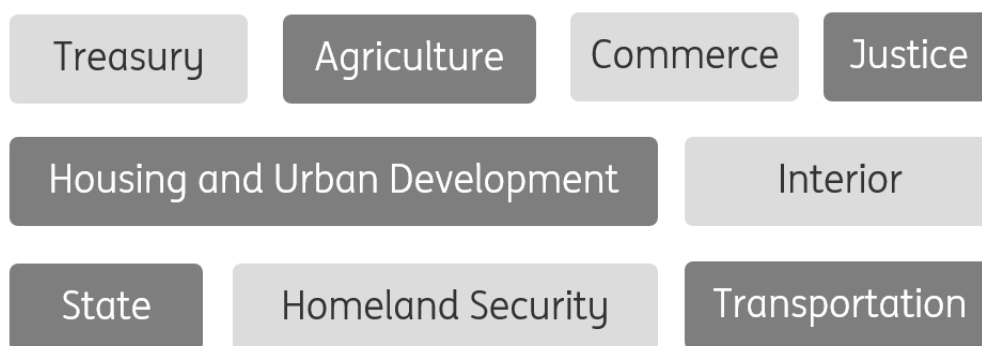 Treasury Agriculture Commerce Justice
Housing and Urban Development Interior
State Homeland Security Transportation